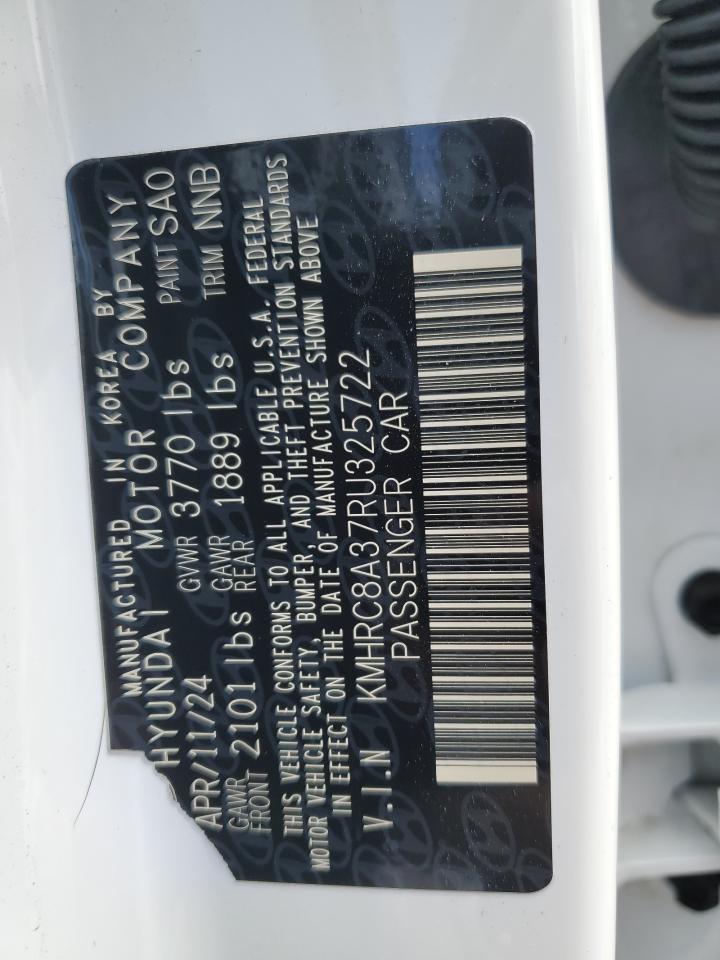 MANUFACTURED IN KOREA BY
HYUNDAI MOTOR COMPANY
APR/11/24 GVWR 3770 lbs PAINT SAO
GAWR FRONT 2101 lbs GAWR REAR 1889 lbs TRIM NNB
THIS VEHICLE CONFORMS TO ALL APPLICABLE U.S.A. FEDERAL
MOTOR VEHICLE SAFETY, BUMPER, AND THEFT PREVENTION STANDARDS
IN EFFECT ON THE DATE OF MANUFACTURE SHOWN ABOVE
V.I.N KMHRC8A37RU325722
PASSENGER CAR